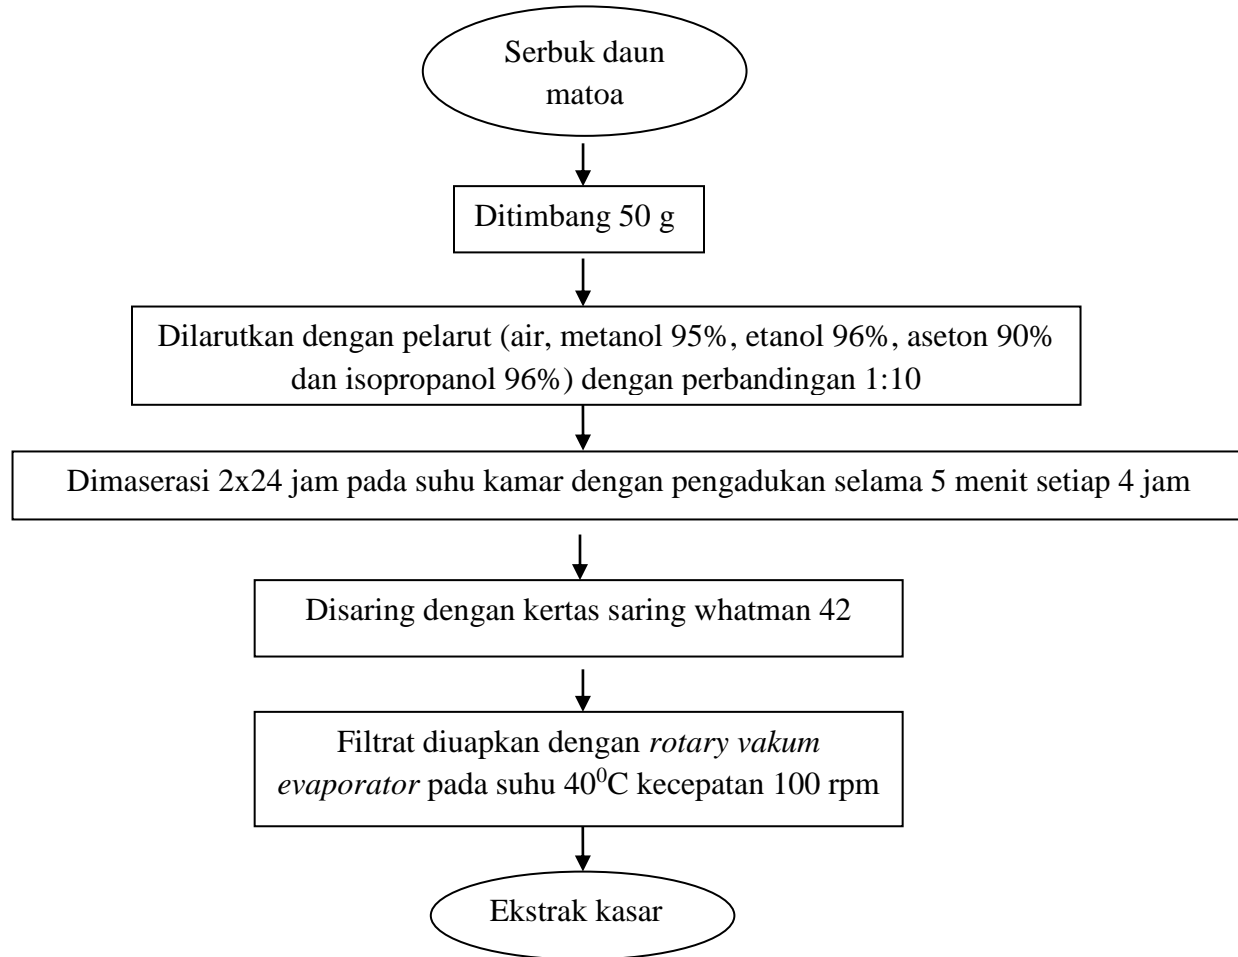 Serbuk daun
matoa
Ditimbang 50 g
Dilarutkan dengan pelarut (air, metanol 95%, etanol 96%, aseton 90%
dan isopropanol 96%) dengan perbandingan 1:10
Dimaserasi 2x24 jam pada suhu kamar dengan pengadukan selama 5 menit setiap 4 jam
Disaring dengan kertas saring whatman 42
Filtrat diuapkan dengan rotary vakum
evaporator pada suhu 40⁰C kecepatan 100 rpm
Ekstrak kasar